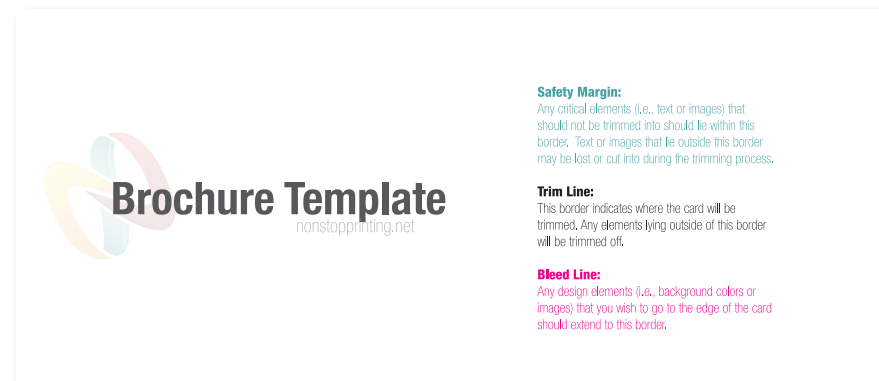 Brochure Template
nonstopprinting.net
Safety Margin:
Any critical elements (i.e., text or images) that
should not be trimmed into should lie within this
border.  Text or images that lie outside this border
may be lost or cut into during the trimming process.
Trim Line:
This border indicates where the card will be
trimmed. Any elements lying outside of this border
will be trimmed off.
Bleed Line:
Any design elements (i.e., background colors or
images) that you wish to go to the edge of the card
should extend to this border.